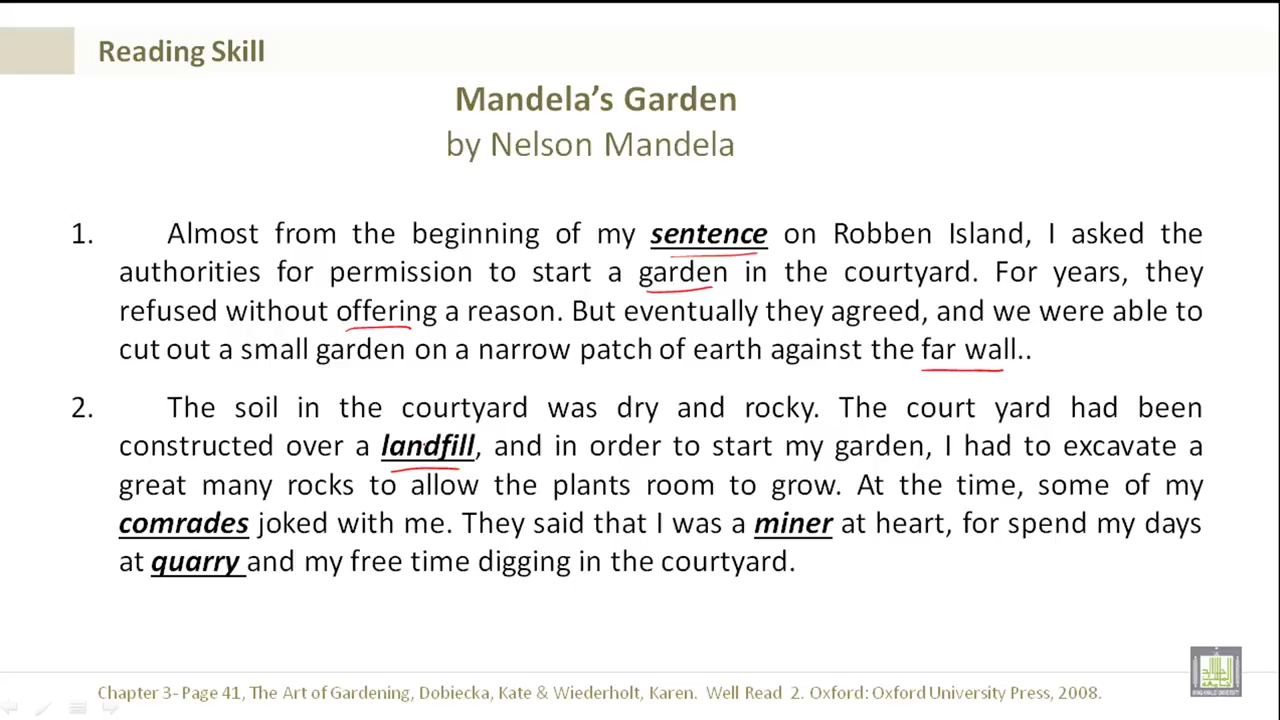 Reading Skill
Mandela's Garden
by Nelson Mandela
1. Almost from the beginning of my sentence on Robben Island, I asked the
authorities for permission to start a garden in the courtyard. For years, they
refused without offering a reason. But eventually they agreed, and we were able to
cut out a small garden on a narrow patch of earth against the far wall..
2. The soil in the courtyard was dry and rocky. The court yard had been
constructed over a landfill, and in order to start my garden, I had to excavate a
great many rocks to allow the plants room to grow. At the time, some of my
comrades joked with me. They said that I was a miner at heart, for spend my days
at quarry and my free time digging in the courtyard.
Chapter 3- Page 41, The Art of Gardening, Dobiecka, Kate & Wiederholt, Karen. Well Read 2. Oxford: Oxford University Press, 2008.